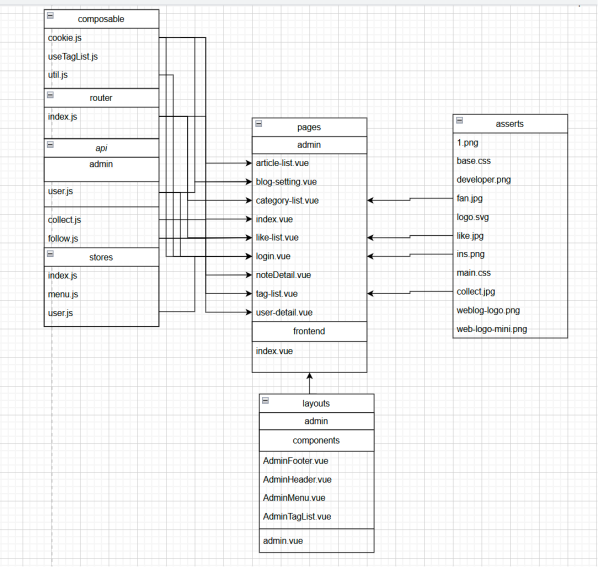 composable
cookie.js
useTagList.js
util.js
router
index.js
api
admin
user.js
collect.js
follow.js
stores
index.js
menu.js
user.js
pages
admin
article-list.vue
blog-setting.vue
category-list.vue
index.vue
like-list.vue
login.vue
noteDetail.vue
tag-list.vue
user-detail.vue
frontend
index.vue
asserts
1.png
base.css
developer.png
fan.jpg
logo.svg
like.jpg
ins.png
main.css
collect.jpg
weblog-logo.png
web-logo-mini.png
layouts
admin
components
AdminFooter.vue
AdminHeader.vue
AdminMenu.vue
AdminTagList.vue
admin.vue